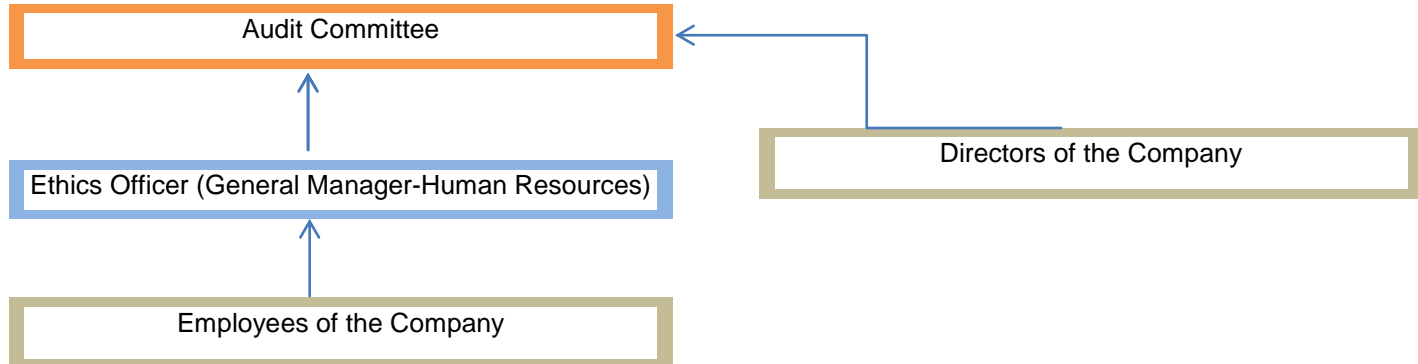 Audit Committee
Directors of the Company
Ethics Officer (General Manager-Human Resources)
Employees of the Company